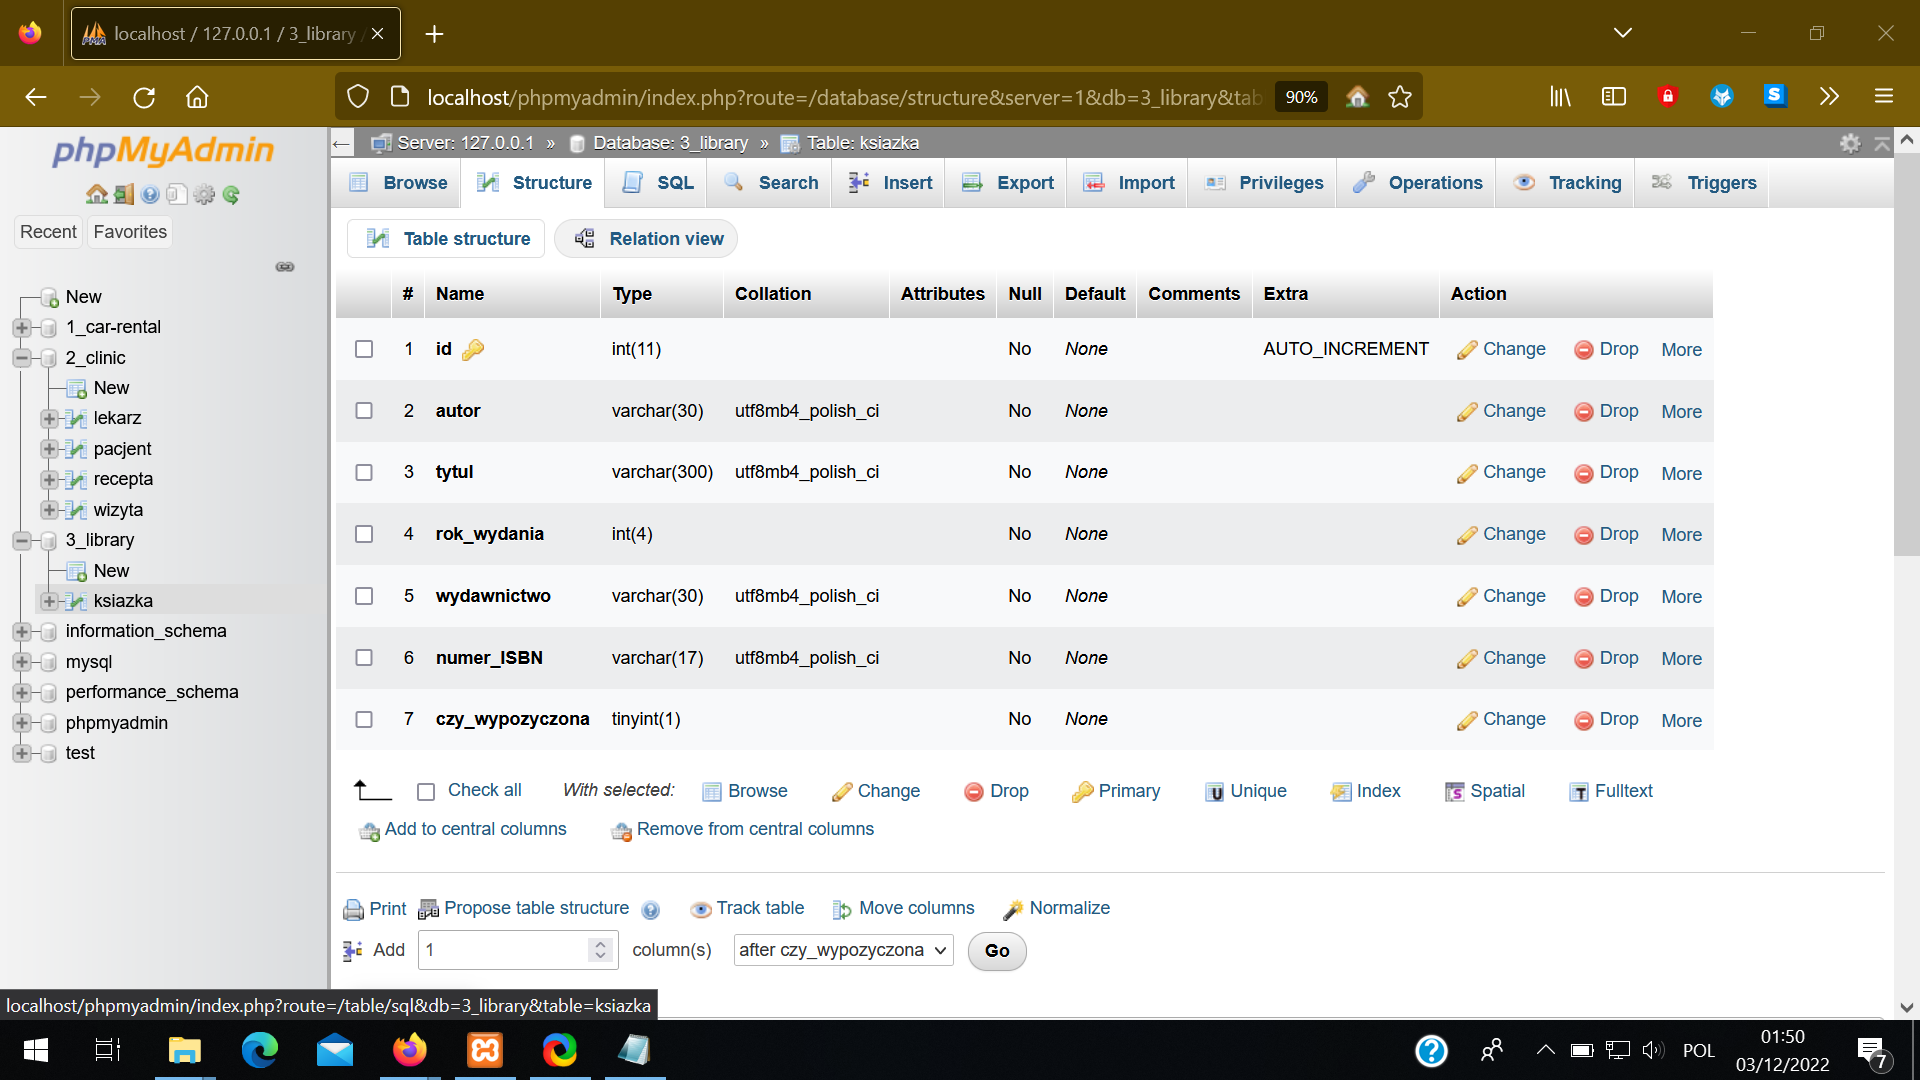 localhost / 127.0.0.1 / 3_library /
localhost/phpmyadmin/index.php?route=/database/structure&server=1&db=3_library&tab
90%
S
phpMyAdmin
Recent
Favorites
New
1_car-rental
2_clinic
New
lekarz
pacjent
recepta
wizyta
3_library
New
ksiazka
information_schema
mysql
performance_schema
phpmyadmin
test
Server: 127.0.0.1 » Database: 3_library » Table: ksiazka
Browse Structure SQL Search Insert Export Import Privileges Operations Tracking Triggers
Table structure Relation view
# Name Type Collation Attributes Null Default Comments Extra Action
1 id int(11) No None AUTO_INCREMENT Change Drop More
2 autor varchar(30) utf8mb4_polish_ci No None Change Drop More
3 tytul varchar(300) utf8mb4_polish_ci No None Change Drop More
4 rok_wydania int(4) No None Change Drop More
5 wydawnictwo varchar(30) utf8mb4_polish_ci No None Change Drop More
6 numer_ISBN varchar(17) utf8mb4_polish_ci No None Change Drop More
7 czy_wypozyczona tinyint(1) No None Change Drop More
Check all With selected: Browse Change Drop Primary Unique Index Spatial Fulltext
Add to central columns Remove from central columns
Print Propose table structure Track table Move columns Normalize
Add 1 column(s) after czy_wypozyczona Go
localhost/phpmyadmin/index.php?route=/table/sql&db=3_library&table=ksiazka
POL
01:50
03/12/2022
7